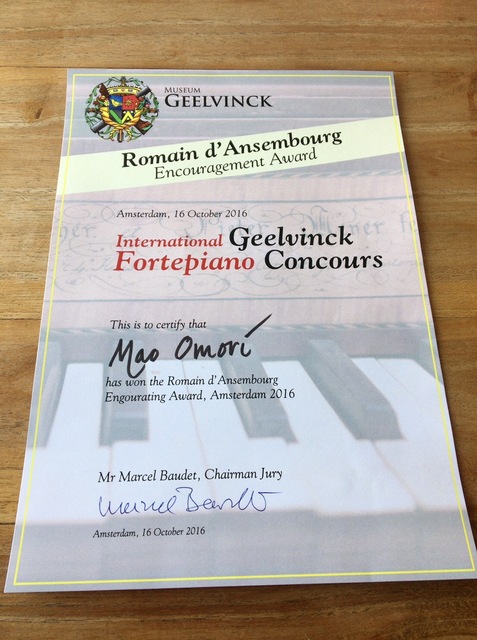 MUSEUM
GEELVINCK
Romain d'Ansembourg
Encouragement Award
Amsterdam, 16 October 2016
International Geelvinck
Fortepiano Concours
This is to certify that
Mao Omori
has won the Romain d'Ansembourg
Engourating Award, Amsterdam 2016
Mr Marcel Baudet, Chairman Jury
Marcel Baudet
Amsterdam, 16 October 2016